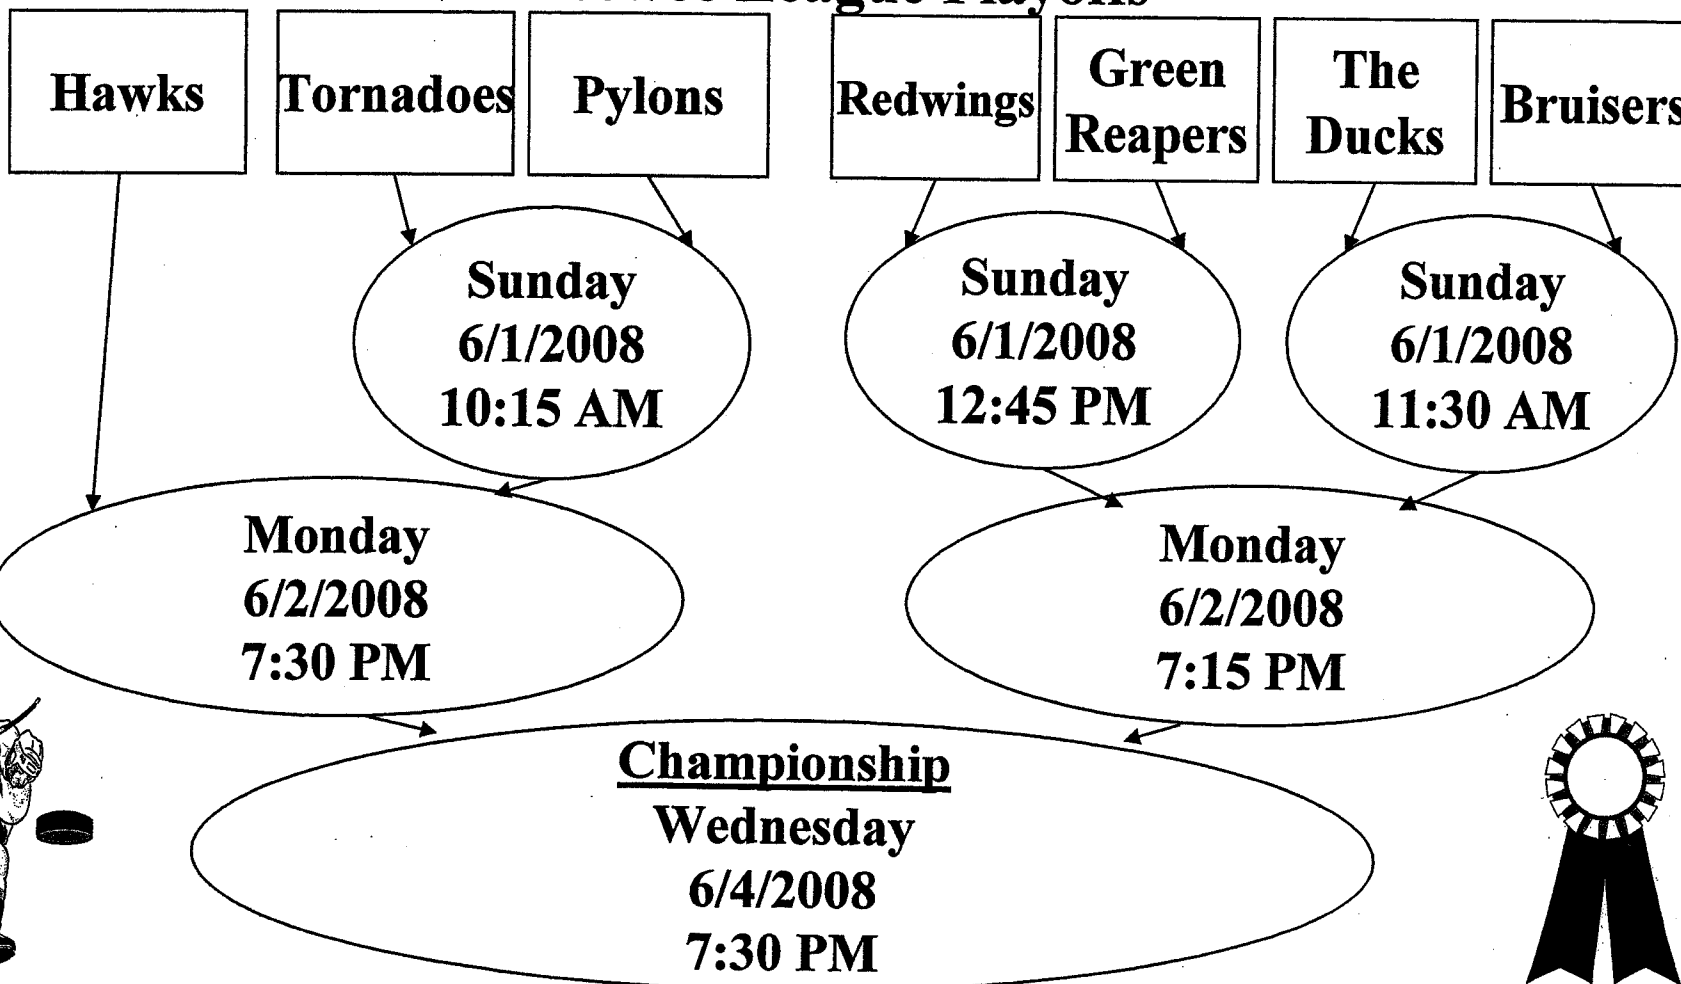 League Playoffs
Hawks
Tornadoes
Pylons
Redwings
Green
Reapers
The
Ducks
Bruisers
Sunday
6/1/2008
10:15 AM
Sunday
6/1/2008
12:45 PM
Sunday
6/1/2008
11:30 AM
Monday
6/2/2008
7:30 PM
Monday
6/2/2008
7:15 PM
Championship
Wednesday
6/4/2008
7:30 PM